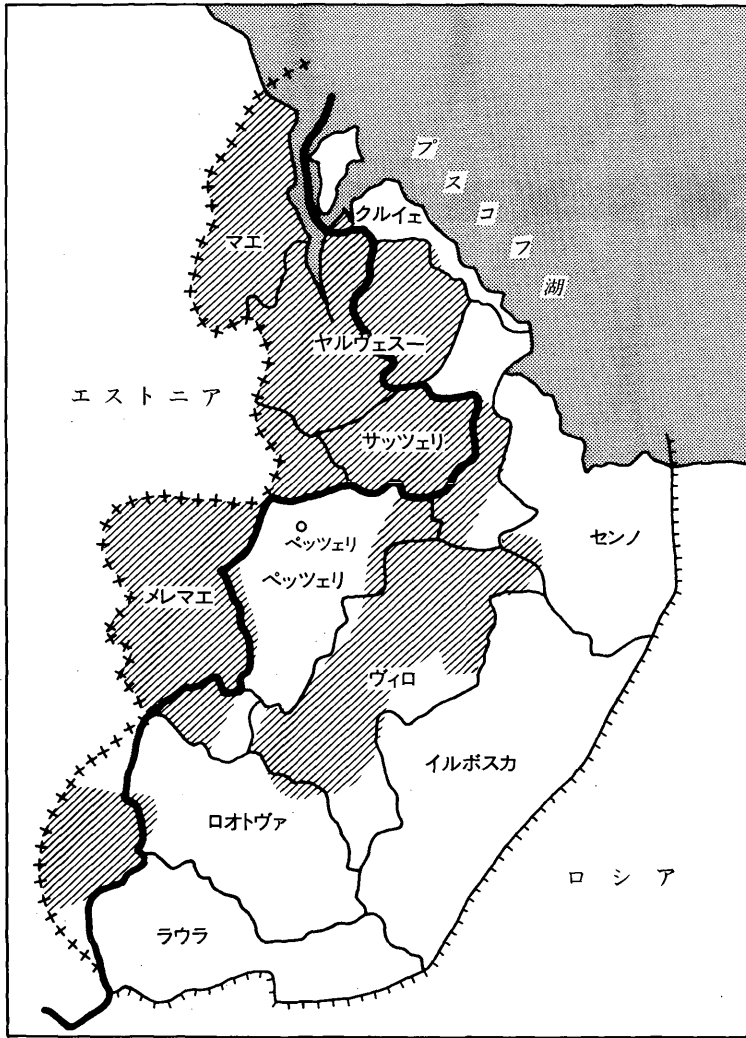 プスコフ湖
クルイェ
マエ
ヤルヴェスー
エストニア
サッツェリ
センノ
ペッツェリ
ペッツェリ
メレマエ
ヴィロ
イルボスカ
ロオトヴァ
ロシア
ラウラ